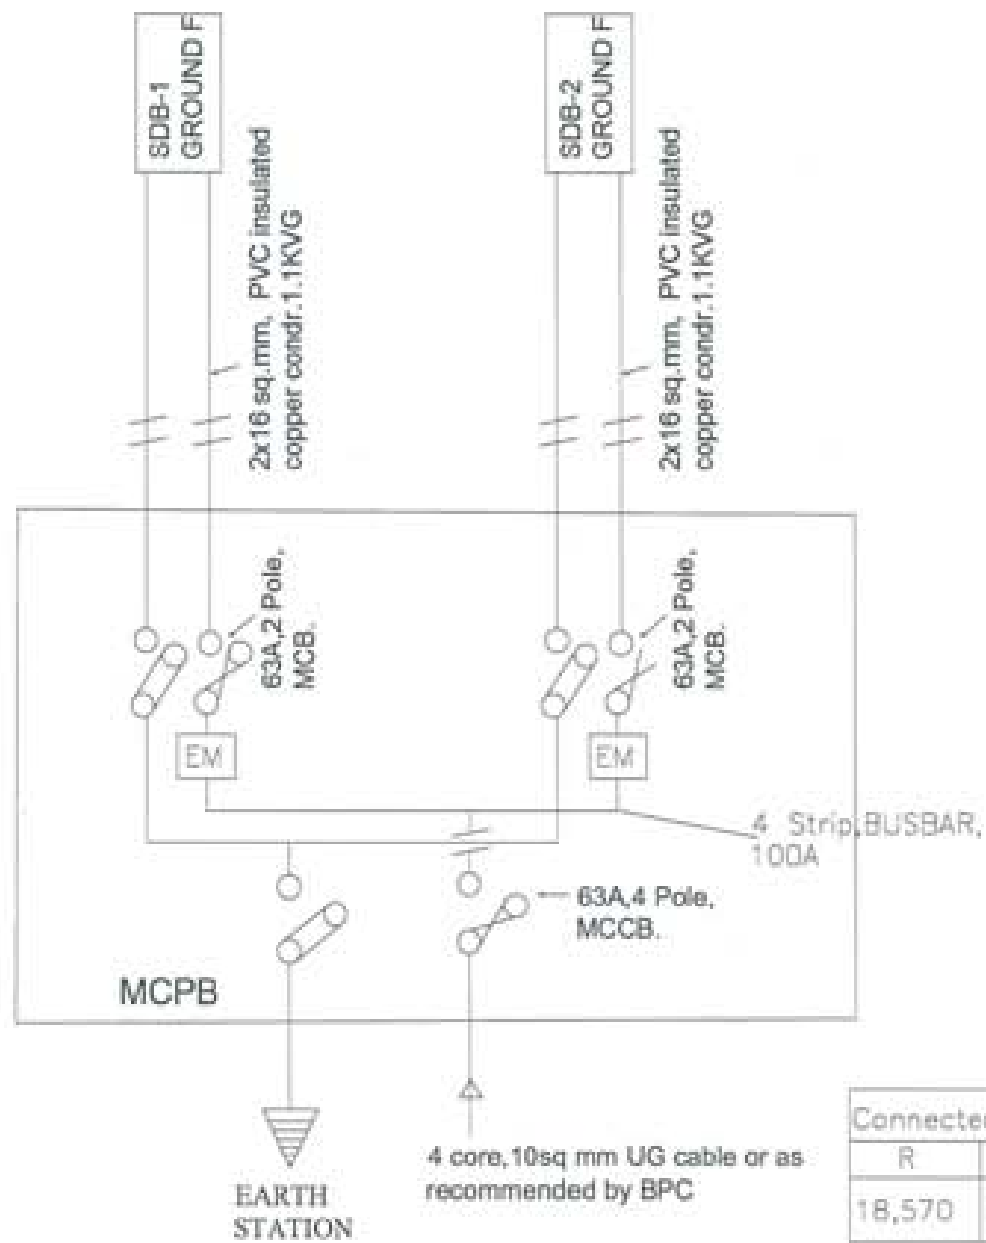 SDB-1
GROUND F
SDB-2
GROUND F
2x16 sq.mm, PVC insulated
copper condr.1.1KVG
2x16 sq.mm, PVC insulated
copper condr.1.1KVG
63A,2 Pole,
MCB.
63A,2 Pole,
MCB.
EM
EM
4 Strip,BUSBAR,
100A
63A,4 Pole,
MCCB.
MCPB
4 core,10sq mm UG cable or as
recommended by BPC
EARTH
STATION
Connected
R
18,570